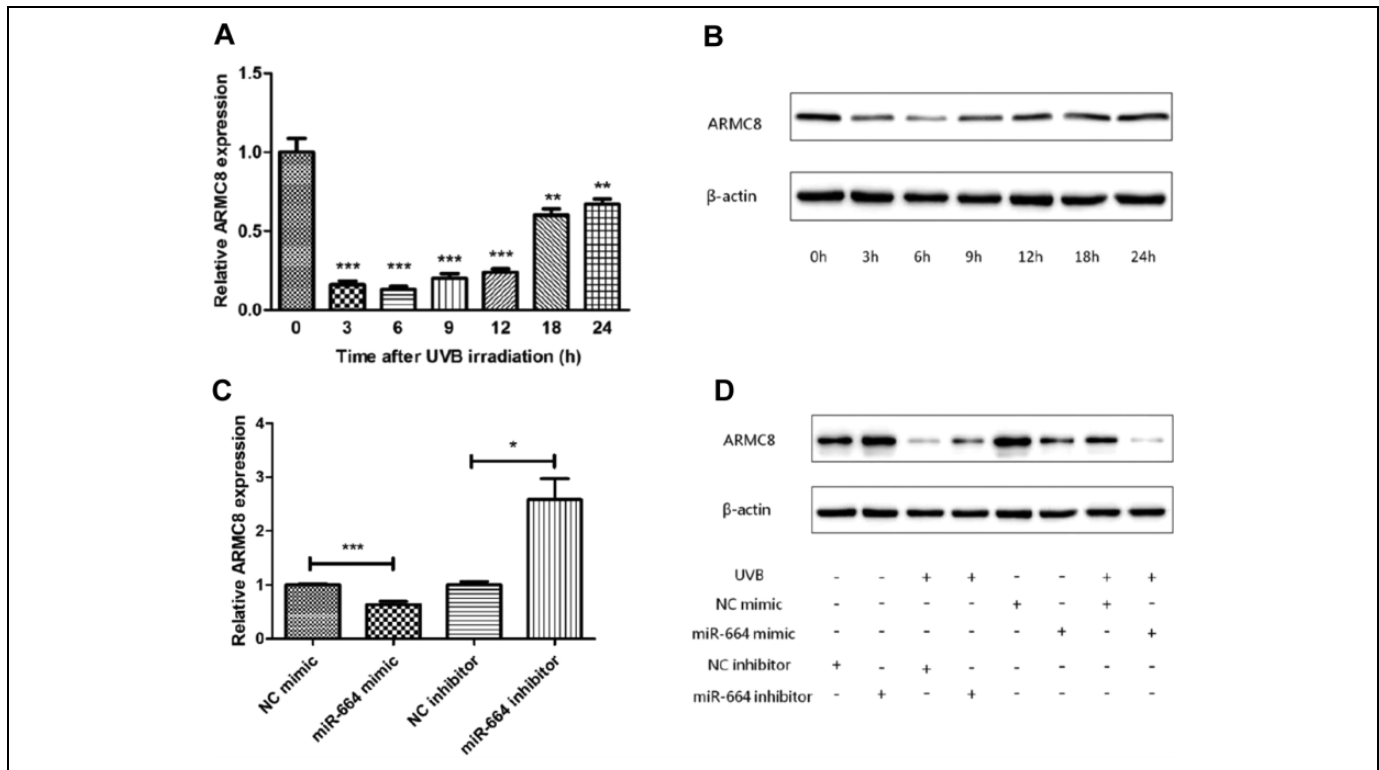 A
Relative ARMC8 expression
1.5
1.0
0.5
0.0
***
***
***
***
**
**
0 3 6 9 12 18 24
Time after UVB irradiation (h)
B
ARMC8
β-actin
0h 3h 6h 9h 12h 18h 24h
C
Relative ARMC8 expression
4
3
2
1
0
***
*
NC mimic
miR-664 mimic
NC inhibitor
miR-664 inhibitor
D
ARMC8
β-actin
UVB - - + + - - + +
NC mimic - - - - + - + -
miR-664 mimic - - - - - + - +
NC inhibitor + - + - - - - -
miR-664 inhibitor - + - + - - - -